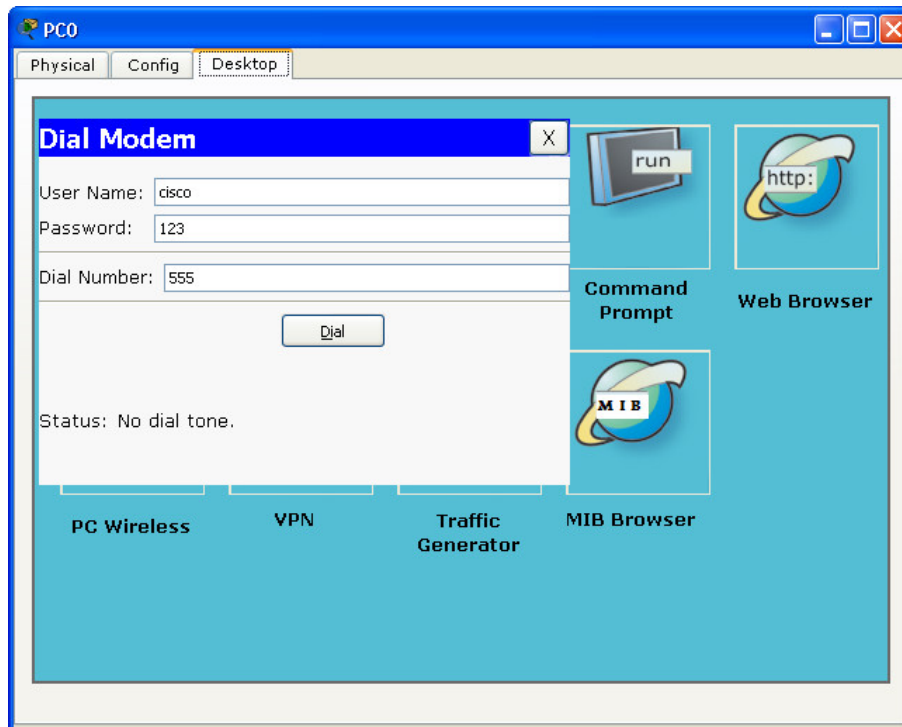 PC0
Physical Config Desktop
Dial Modem X
User Name: cisco
Password: 123
Dial Number: 555
Dial
Status: No dial tone.
run
Command
Prompt
http:
Web Browser
MIB
MIB Browser
PC Wireless
VPN
Traffic
Generator